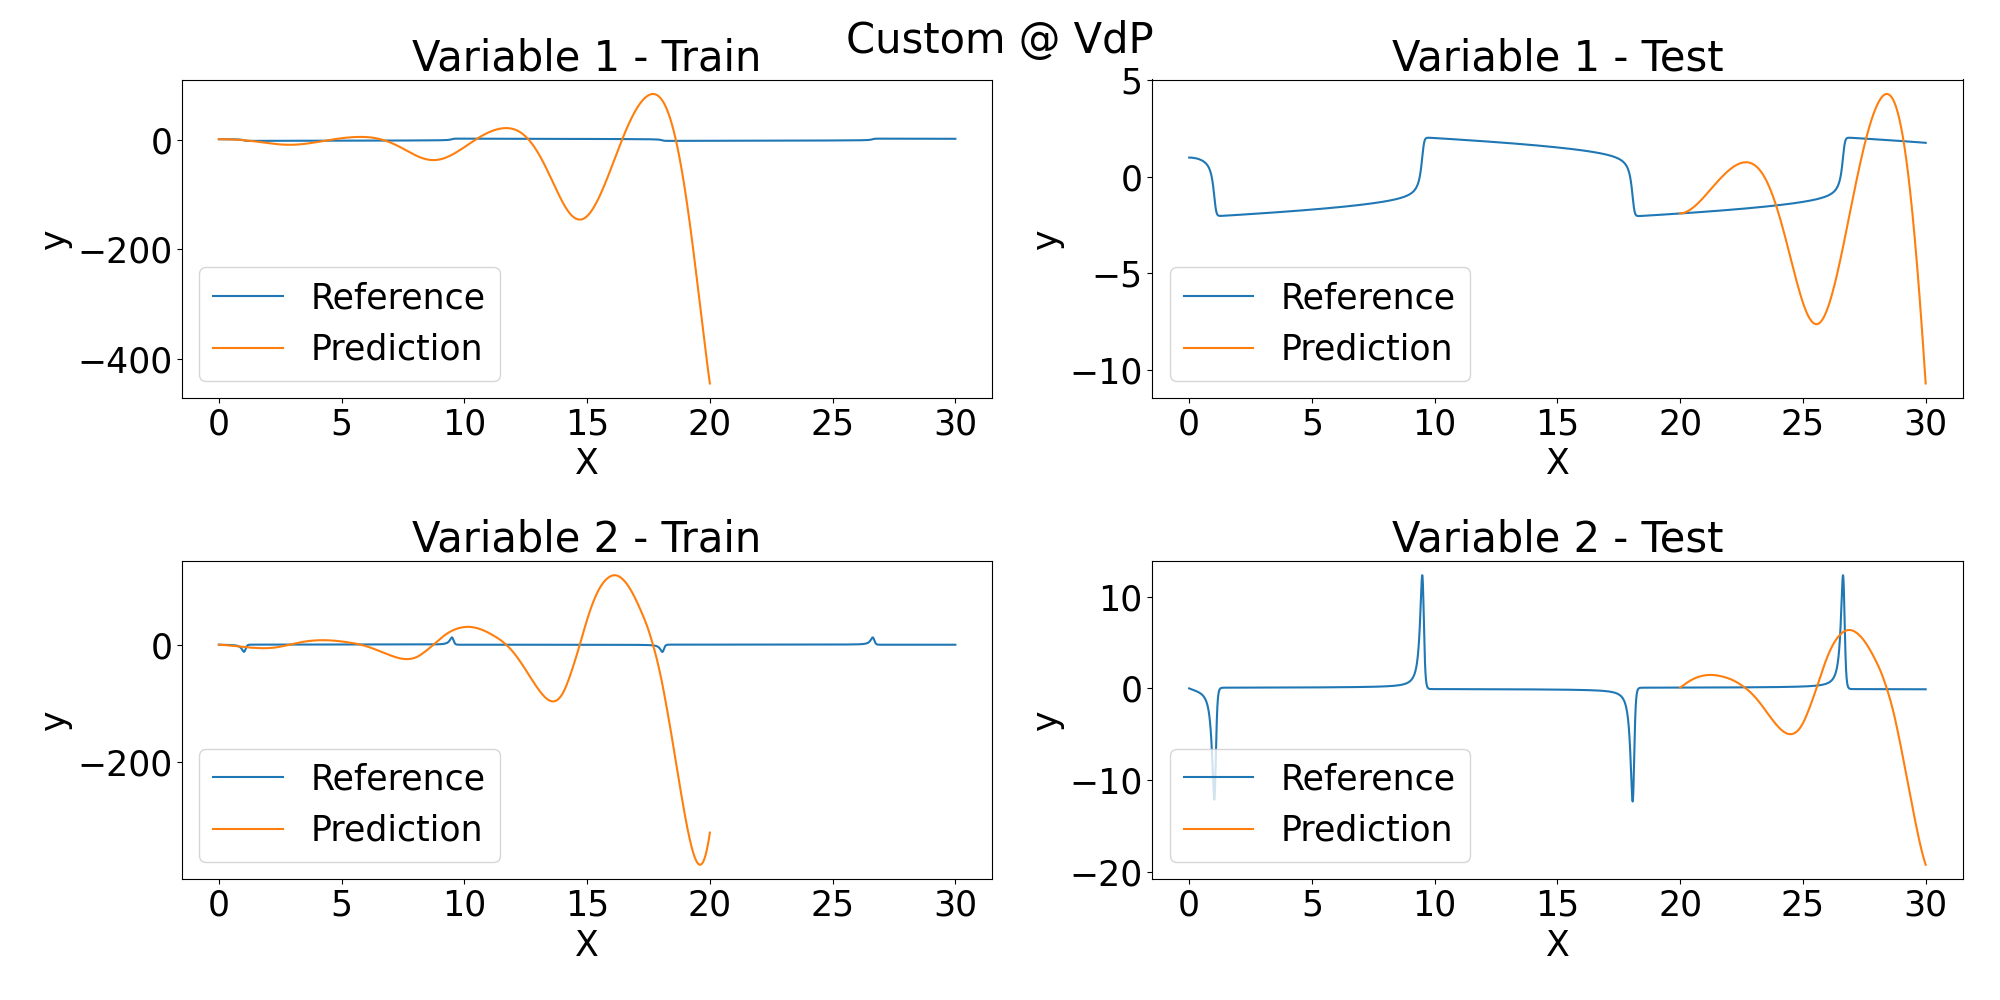 Custom @ VdP
Variable 1 - Train
0
−200
−400
y
Reference
Prediction
0 5 10 15 20 25 30
X
Variable 1 - Test
5
0
−5
−10
y
Reference
Prediction
0 5 10 15 20 25 30
X
Variable 2 - Train
0
−200
y
Reference
Prediction
0 5 10 15 20 25 30
X
Variable 2 - Test
10
0
−10
−20
y
Reference
Prediction
0 5 10 15 20 25 30
X